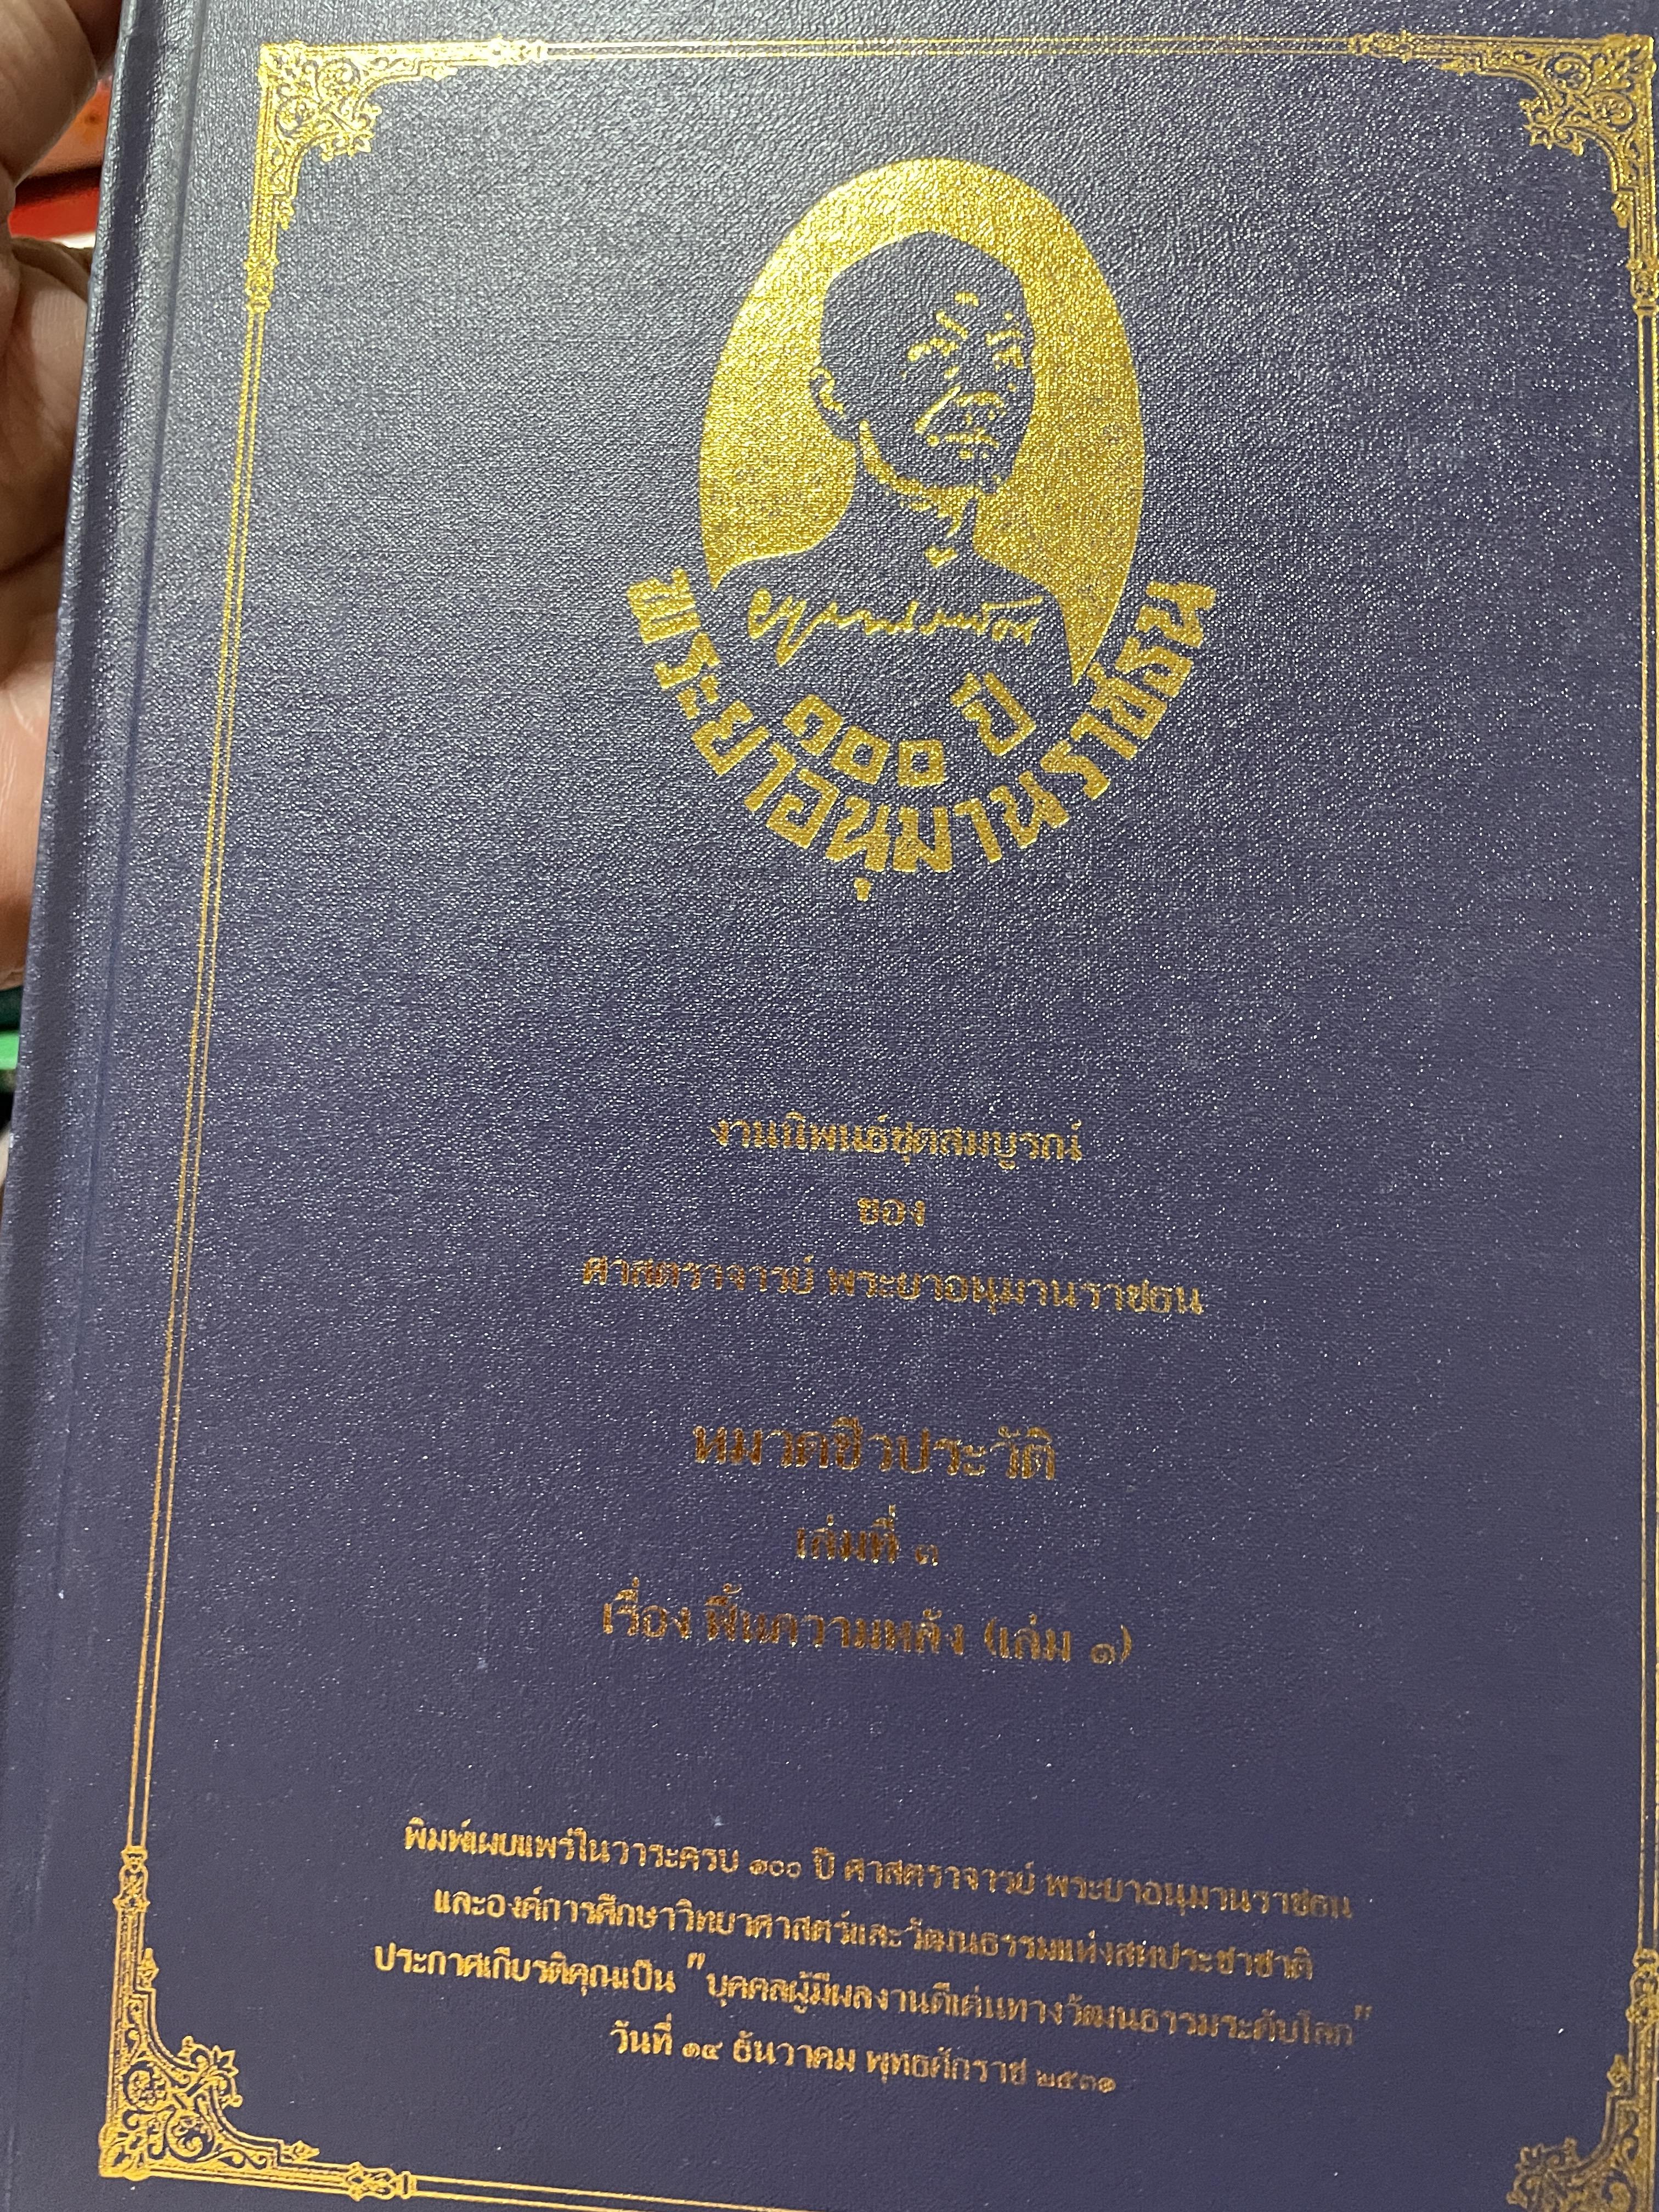 ๑๐๐ ปี
พระยาอนุมานราชธน
งานนิพนธ์ชุดสมบูรณ์
ของ
ศาสตราจารย์ พระยาอนุมานราชธน
หมวดชีวประวัติ
เล่มที่ ๓
เรื่อง ฟื้นความหลัง (เล่ม ๑)
พิมพ์เผยแพร่ในวาระครบ ๑๐๐ ปี ศาสตราจารย์ พระยาอนุมานราชธน
และองค์การศึกษาวิทยาศาสตร์และวัฒนธรรมแห่งสหประชาชาติ
ประกาศเกียรติคุณเป็น "บุคคลผู้มีผลงานดีเด่นทางวัฒนธรรมระดับโลก"
วันที่ ๑๔ ธันวาคม พุทธศักราช ๒๕๓๑